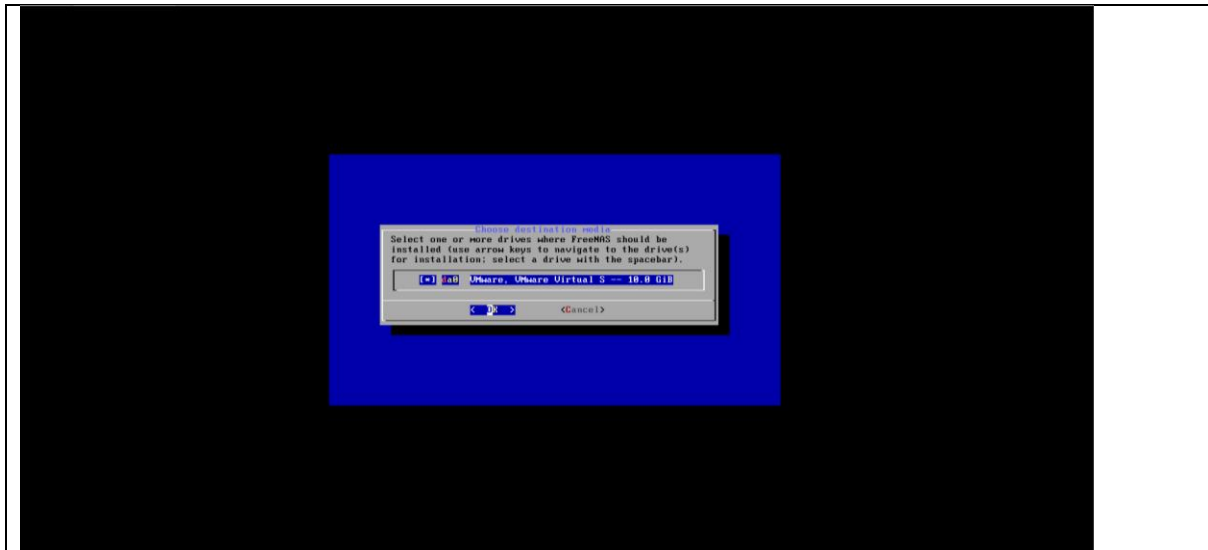 Choose destination media
Select one or more drives where FreeNAS should be
installed (use arrow keys to navigate to the drive(s)
for installation; select a drive with the spacebar).
[*] da0 VMware, VMware Virtual S -- 10.0 GiB
< OK > <Cancel>